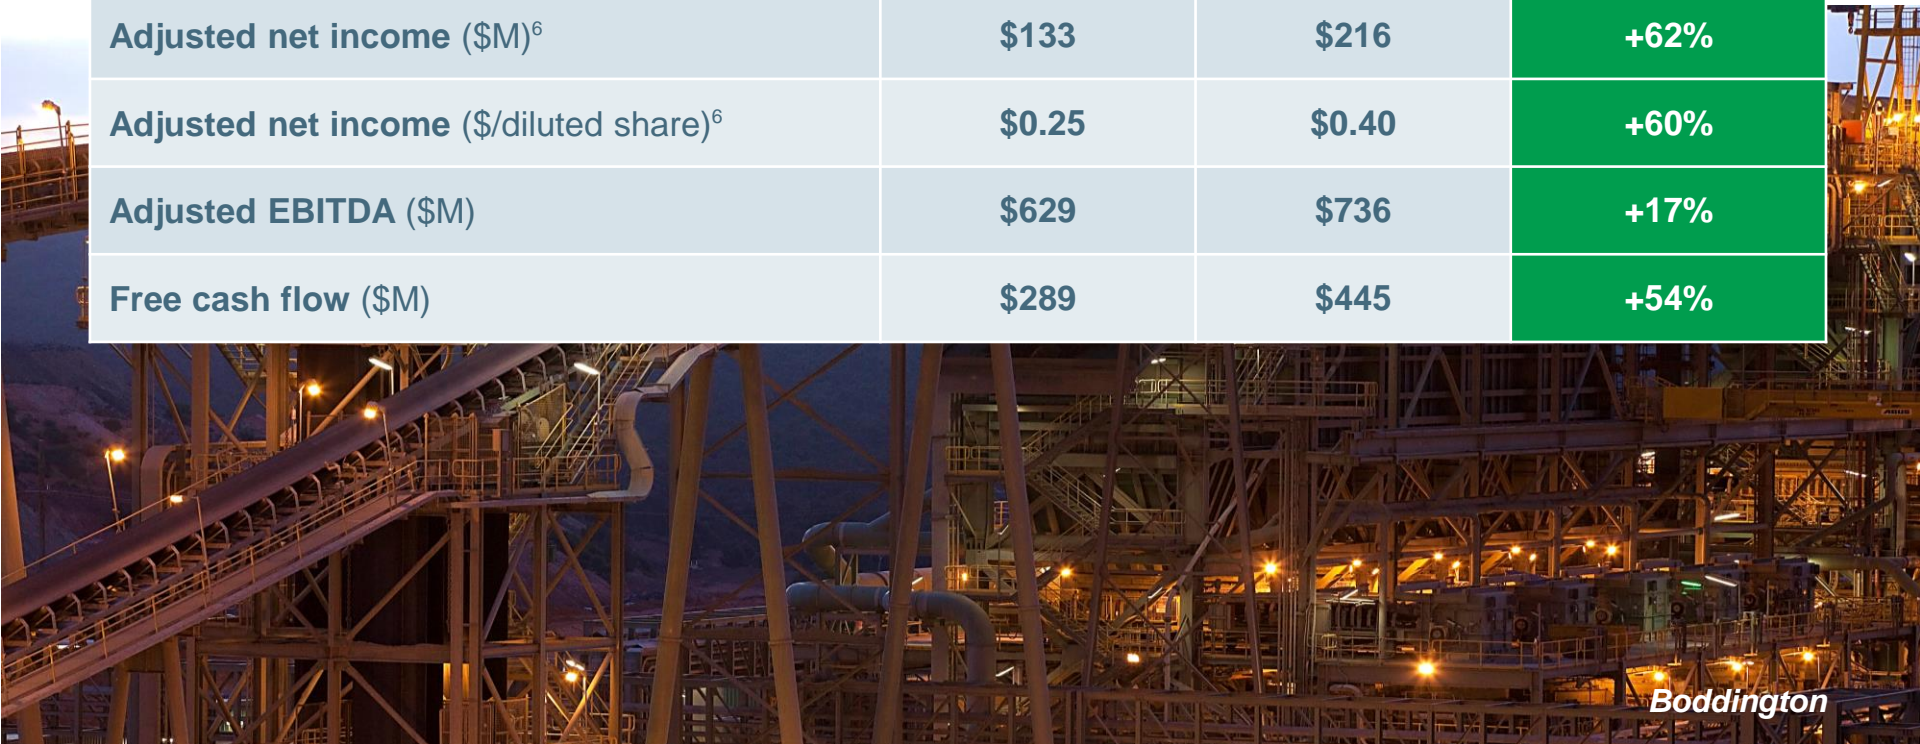 Adjusted net income ($M)6 $133 $216 +62%
Adjusted net income ($/diluted share)6 $0.25 $0.40 +60%
Adjusted EBITDA ($M) $629 $736 +17%
Free cash flow ($M) $289 $445 +54%
Boddington